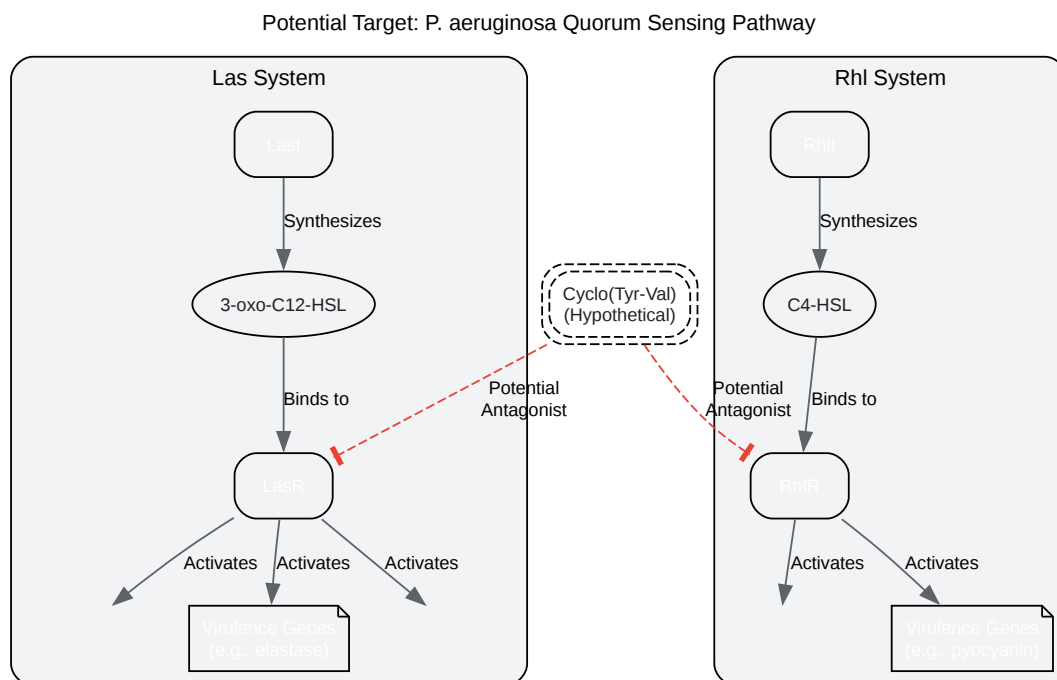 Potential Target: P. aeruginosa Quorum Sensing Pathway
Las System
LasI
Synthesizes
3-oxo-C12-HSL
Binds to
LasR
Activates
Activates
Activates
Virulence Genes
(e.g., elastase)
Cyclo(Tyr-Val)
(Hypothetical)
Potential
Antagonist
Potential
Antagonist
Rhl System
RhlI
Synthesizes
C4-HSL
Binds to
RhlR
Activates
Activates
Virulence Genes
(e.g., pyocyanin)